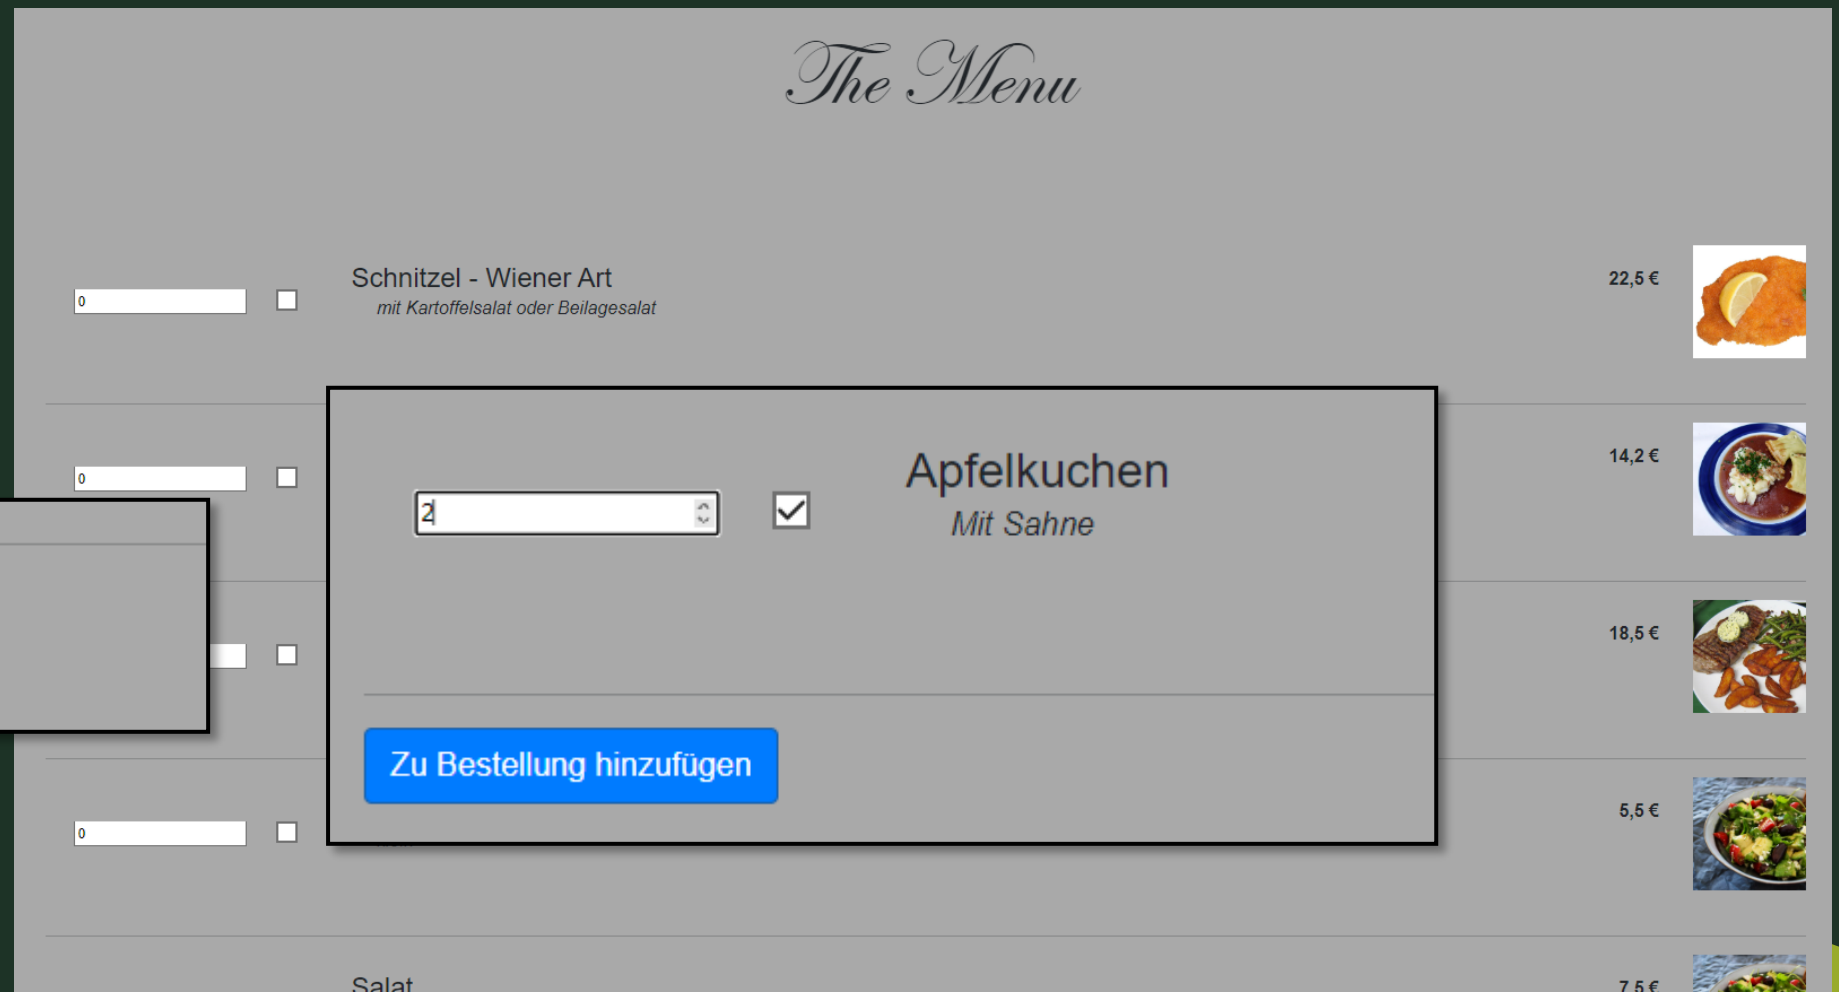 The Menu
Schnitzel - Wiener Art
22,5 €
0
mit Kartoffelsalat oder Beilagesalat
14,2 €
0
Apfelkuchen
2
Mit Sahne
18,5 €
Zu Bestellung hinzufügen
5,5 €
0
Salat
7,5 €